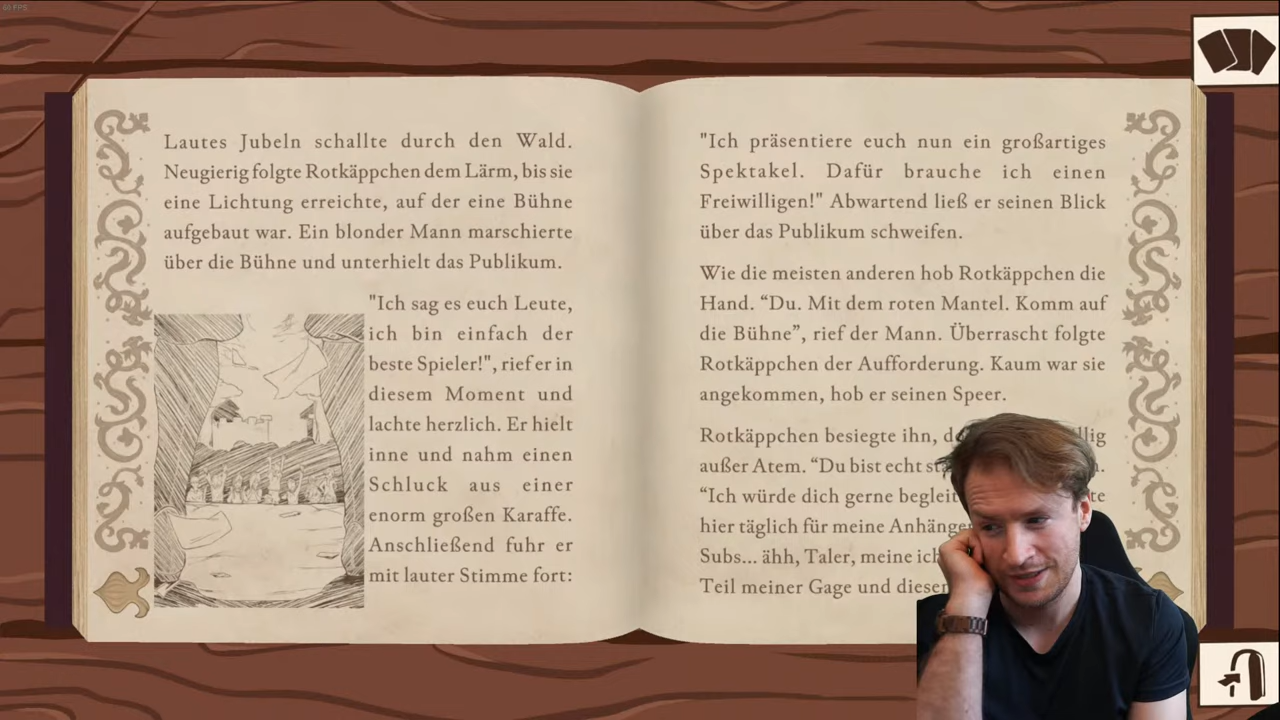 60 FPS
Lautes Jubeln schallte durch den Wald.
Neugierig folgte Rotkäppchen dem Lärm, bis sie
eine Lichtung erreichte, auf der eine Bühne
aufgebaut war. Ein blonder Mann marschierte
über die Bühne und unterhielt das Publikum.
"Ich sag es euch Leute,
ich bin einfach der
beste Spieler!", rief er in
diesem Moment und
lachte herzlich. Er hielt
inne und nahm einen
Schluck aus einer
enorm großen Karaffe.
Anschließend fuhr er
mit lauter Stimme fort:
"Ich präsentiere euch nun ein großartiges
Spektakel. Dafür brauche ich einen
Freiwilligen!" Abwartend ließ er seinen Blick
über das Publikum schweifen.
Wie die meisten anderen hob Rotkäppchen die
Hand. “Du. Mit dem roten Mantel. Komm auf
die Bühne”, rief der Mann. Überrascht folgte
Rotkäppchen der Aufforderung. Kaum war sie
angekommen, hob er seinen Speer.
Rotkäppchen besiegte ihn,
außer Atem. “Du bist echt
“Ich würde dich gerne
hier täglich für meine
Subs... ähh, Taler, meine ich
Teil meiner Gage und